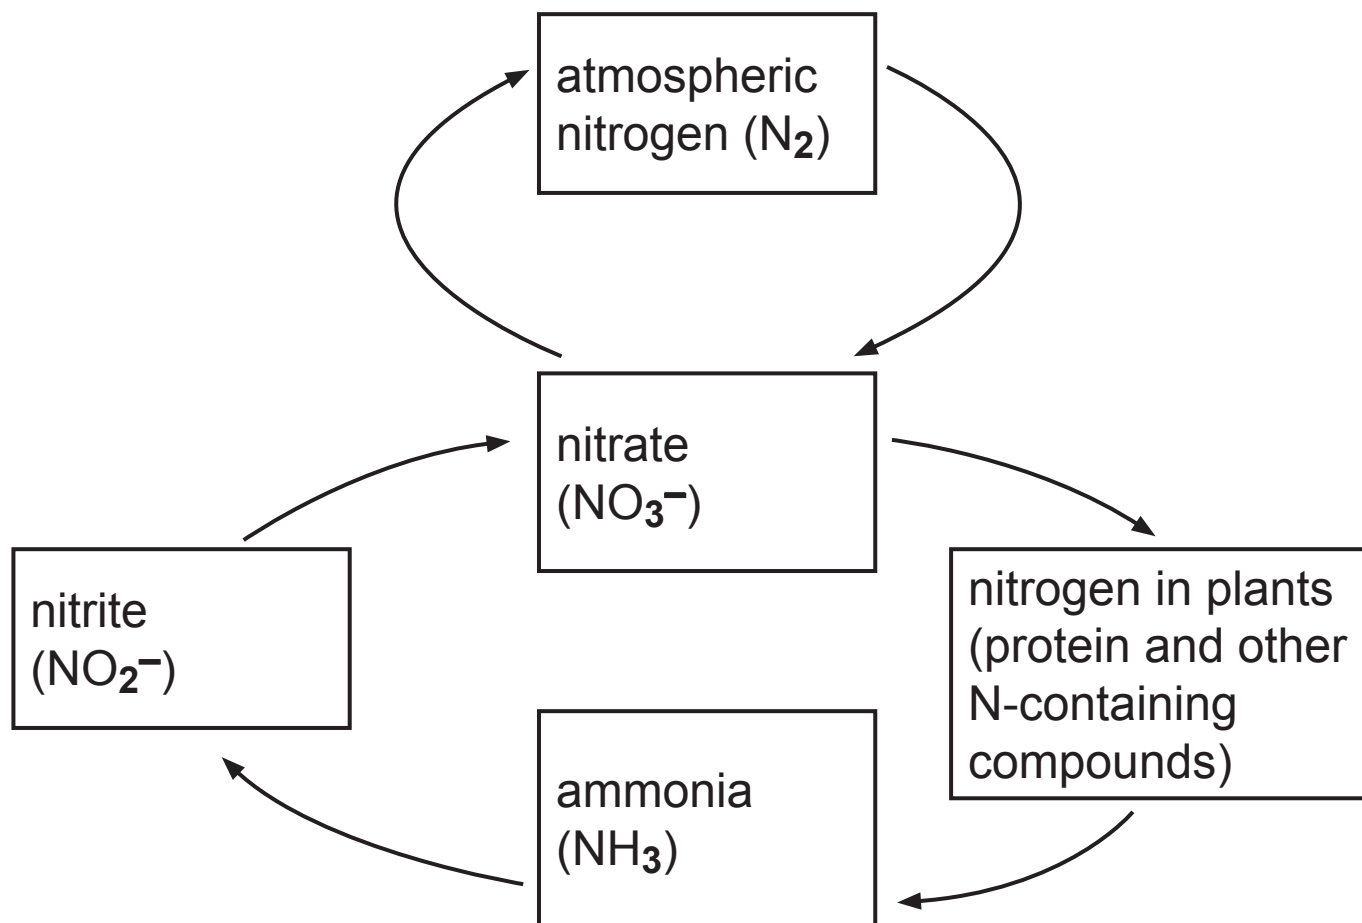 atmospheric
nitrogen (N₂)
nitrate
(NO₃⁻)
nitrite
(NO₂⁻)
nitrogen in plants
(protein and other
N-containing
compounds)
ammonia
(NH₃)